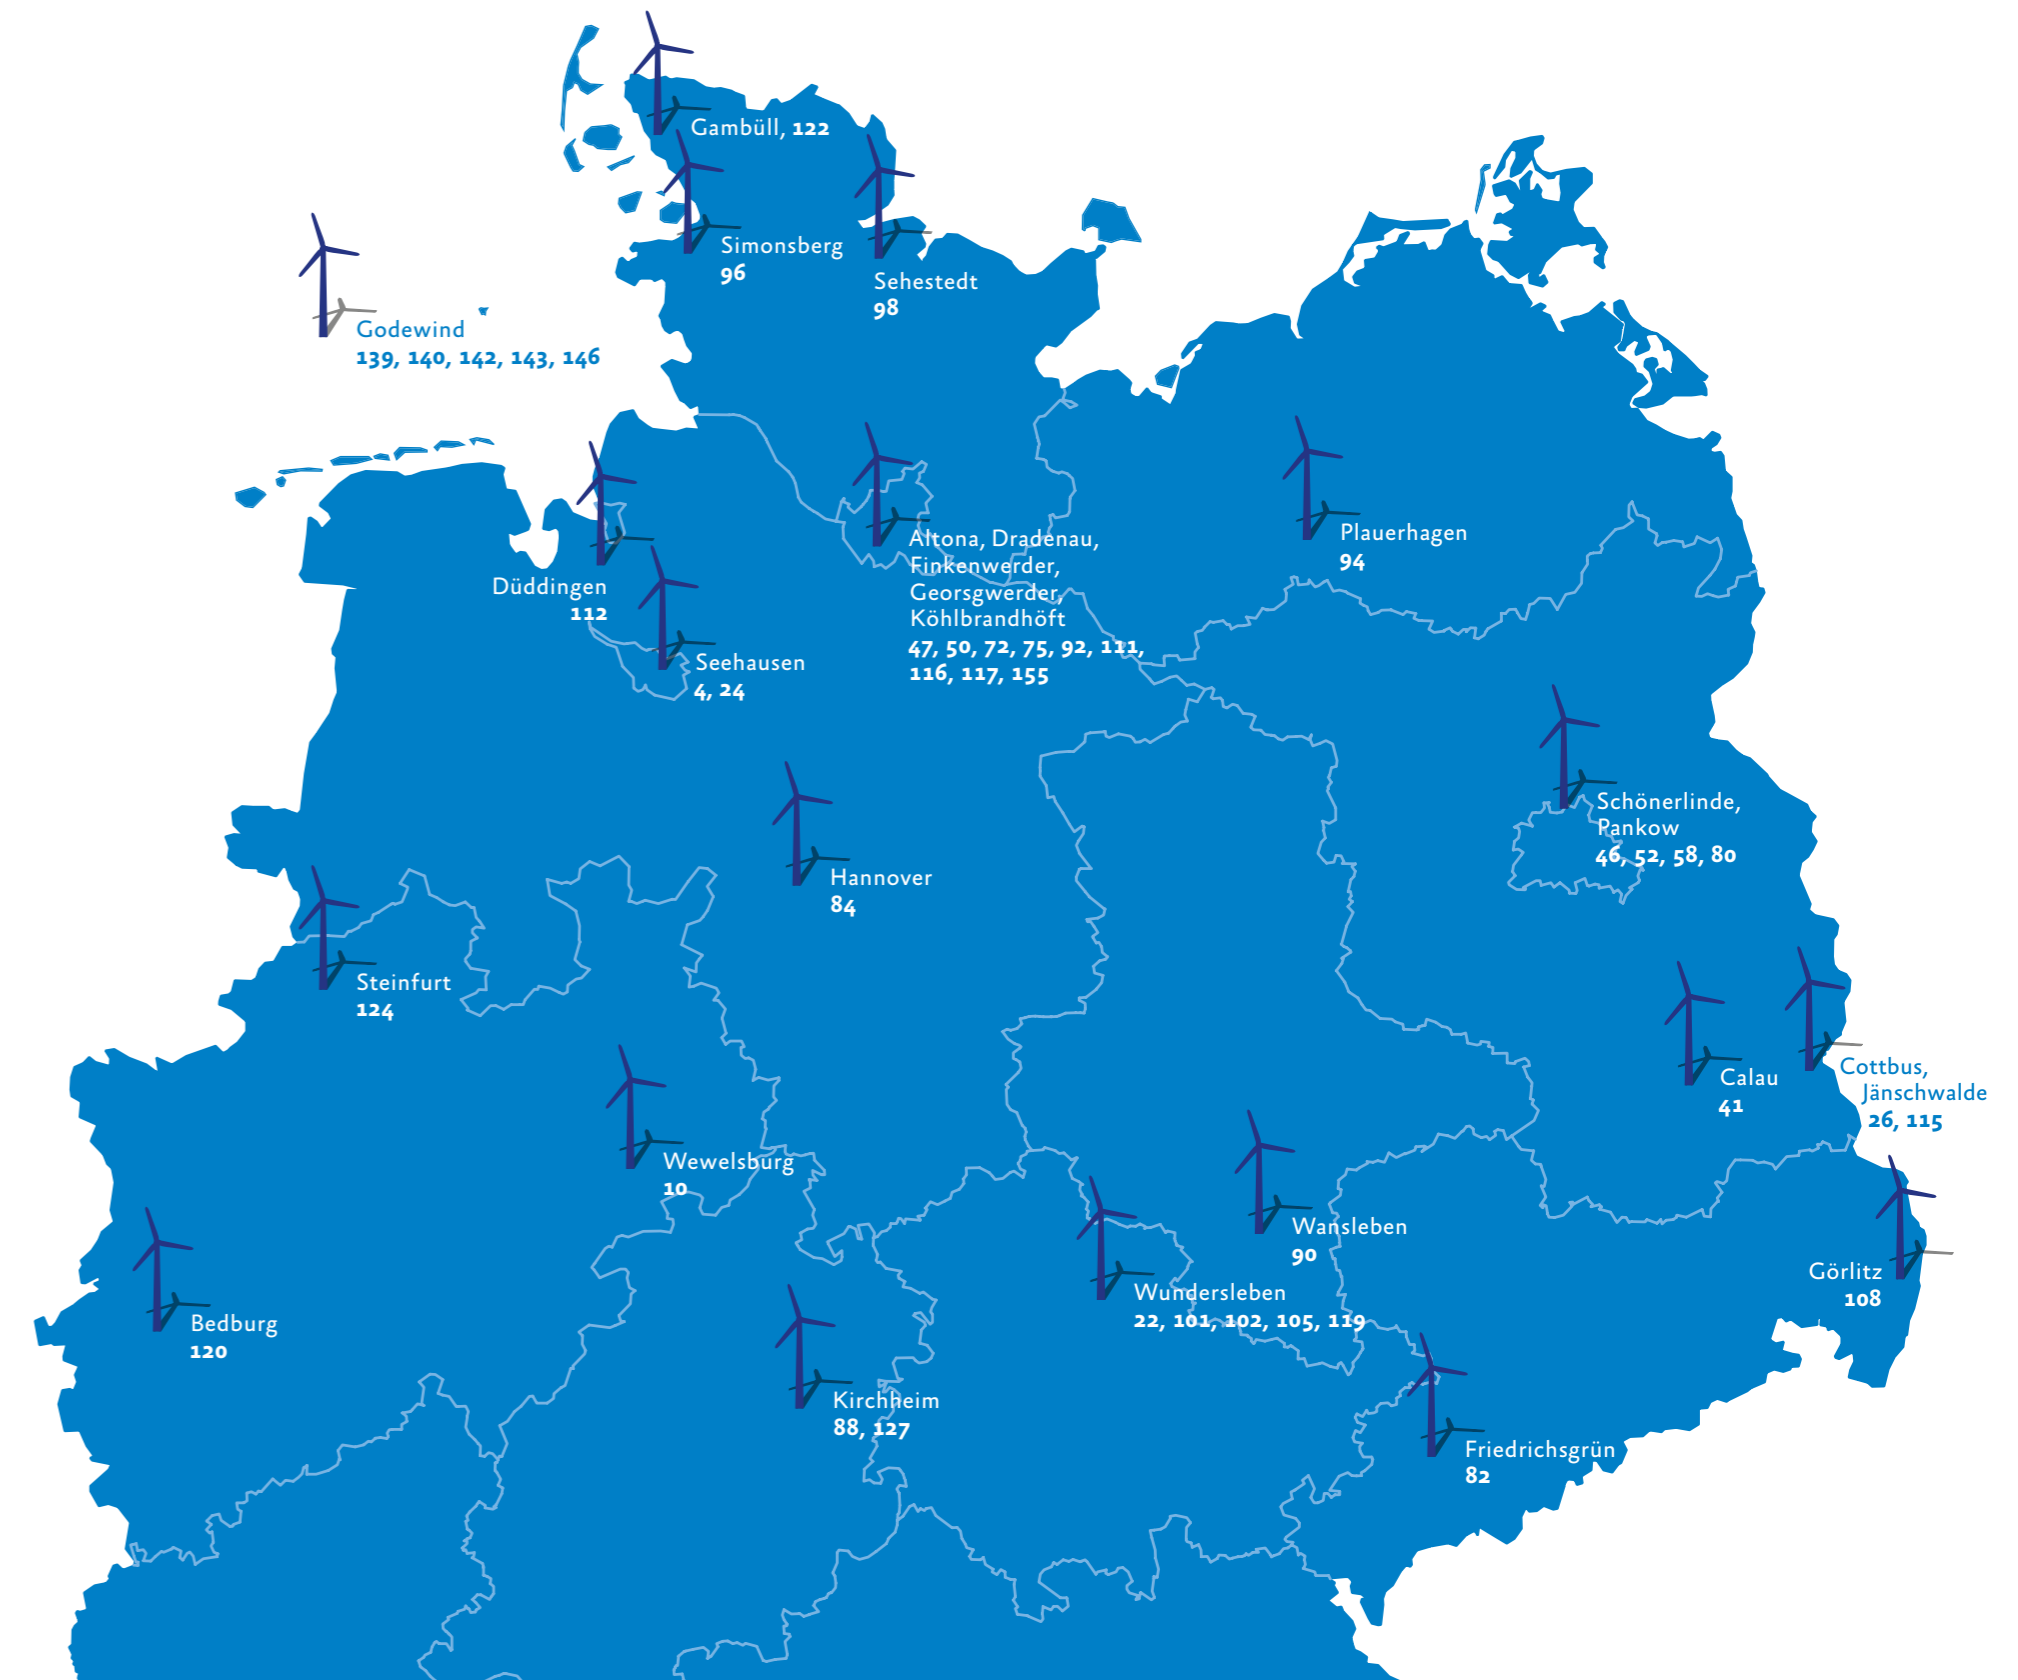 Gambüll, 122
Simonsberg
96
Sehestedt
98
Godewind
139, 140, 142, 143, 146
Düddingen
112
Seehausen
4, 24
Altona, Dradenau,
Finkenwerder,
Georsgwerder,
Köhlbrandhöft
47, 50, 72, 75, 92, 111,
116, 117, 155
Plauerhagen
94
Schönerlinde,
Pankow
46, 52, 58, 80
Hannover
84
Steinfurt
124
Calau
41
Cottbus,
Jänschwalde
26, 115
Wewelsburg
10
Wansleben
90
Wundersleben
22, 101, 102, 105, 119
Görlitz
108
Bedburg
120
Kirchheim
88, 127
Friedrichsgrün
82